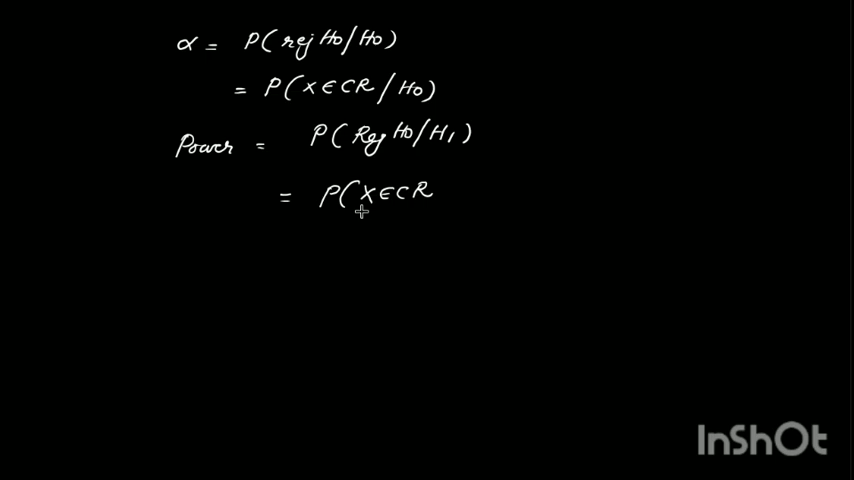 α = P( rej H0 / H0 )
= P( X ∈ CR / H0 )
Power = P( Rej H0 / H1 )
= P( X ∈ CR
InShOt